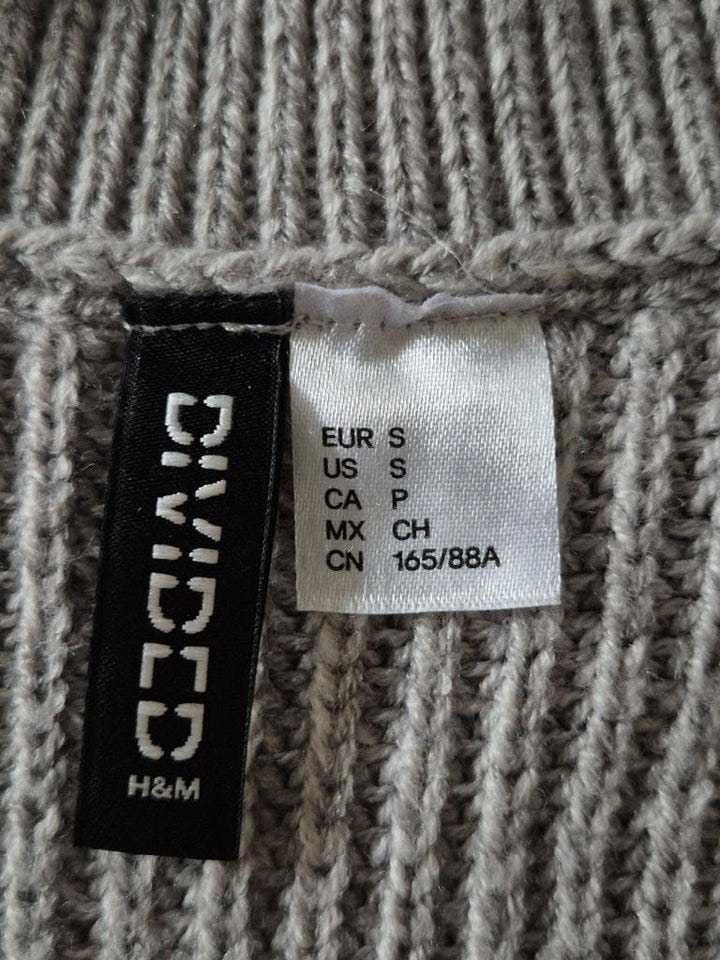 DIVIDED
H&M
EUR S
US S
CA P
MX CH
CN 165/88A